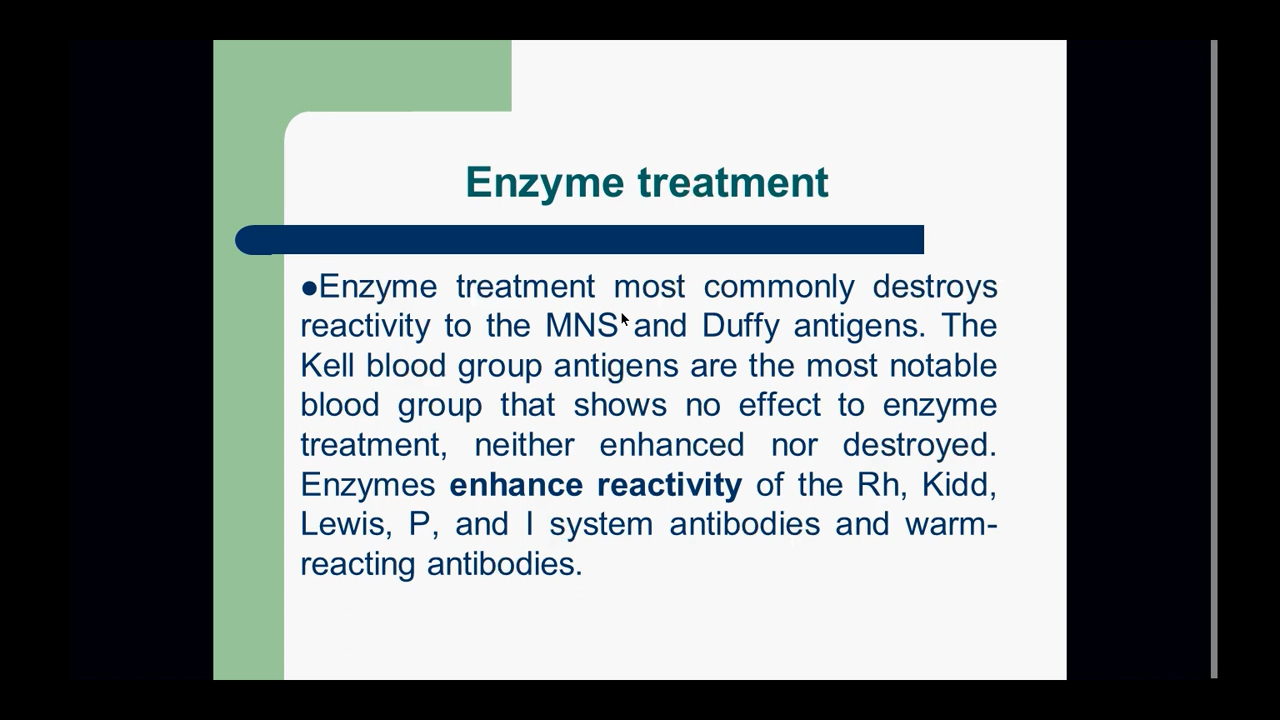 Enzyme treatment
●Enzyme treatment most commonly destroys
reactivity to the MNS and Duffy antigens. The
Kell blood group antigens are the most notable
blood group that shows no effect to enzyme
treatment, neither enhanced nor destroyed.
Enzymes enhance reactivity of the Rh, Kidd,
Lewis, P, and I system antibodies and warm-
reacting antibodies.